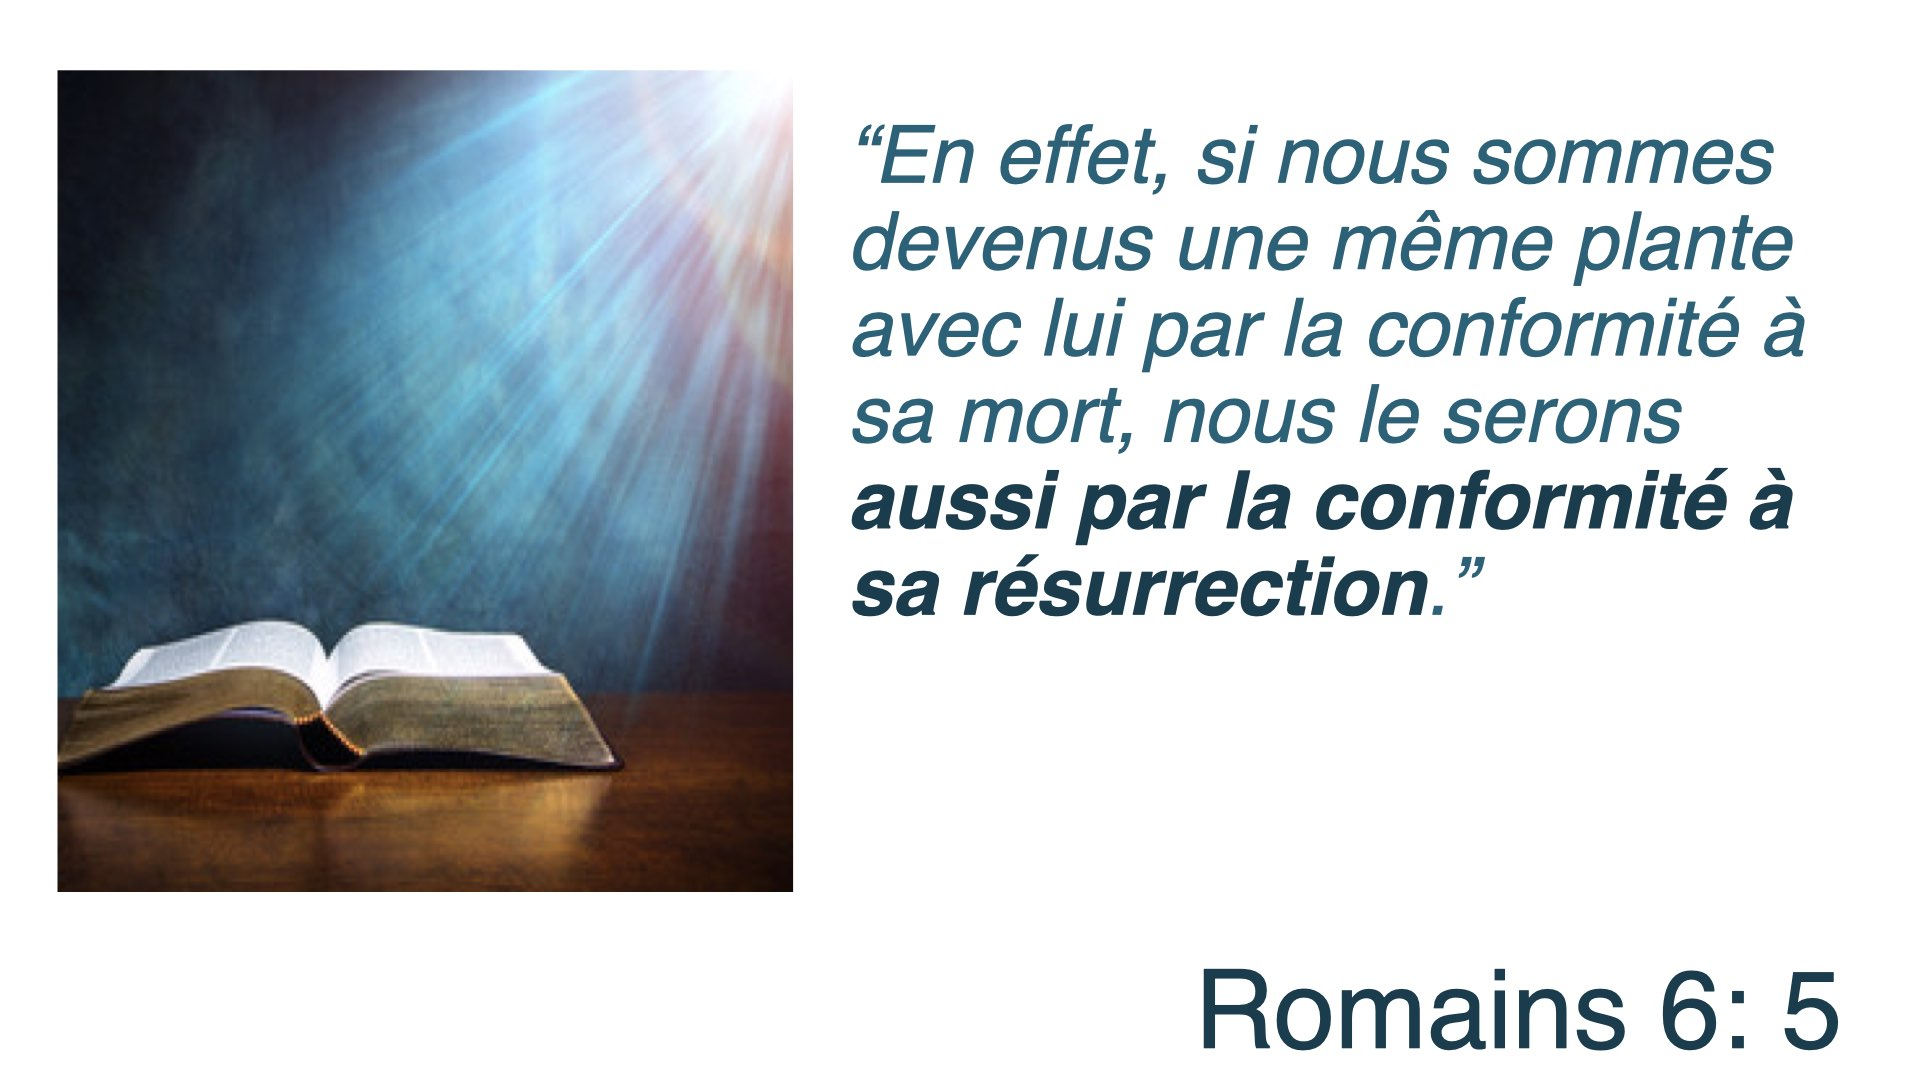 “En effet, si nous sommes
devenus une même plante
avec lui par la conformité à
sa mort, nous le serons
aussi par la conformité à
sa résurrection.”
Romains 6: 5